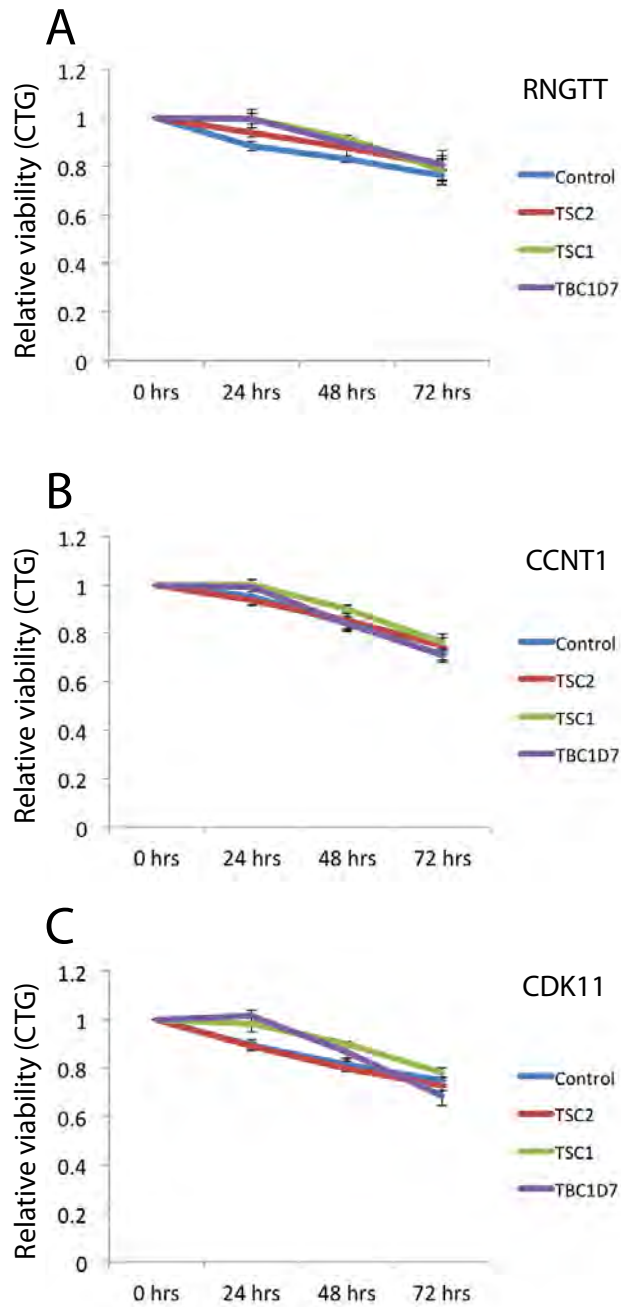 A
RNGTT
Relative viability (CTG)
1.2
1
0.8
0.6
0.4
0.2
0
0 hrs 24 hrs 48 hrs 72 hrs
Control
TSC2
TSC1
TBC1D7
B
CCNT1
Relative viability (CTG)
1.2
1
0.8
0.6
0.4
0.2
0
0 hrs 24 hrs 48 hrs 72 hrs
Control
TSC2
TSC1
TBC1D7
C
CDK11
Relative viability (CTG)
1.2
1
0.8
0.6
0.4
0.2
0
0 hrs 24 hrs 48 hrs 72 hrs
Control
TSC2
TSC1
TBC1D7